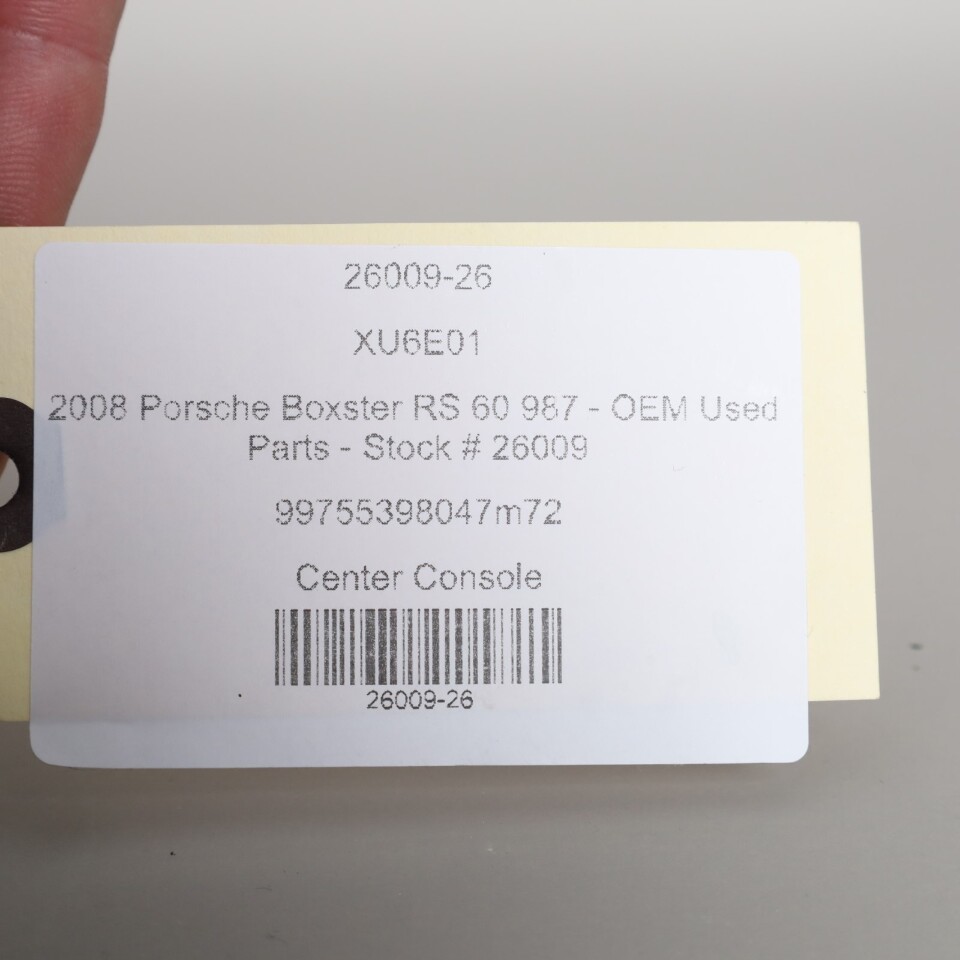 26009-26
XU6E01
2008 Porsche Boxster RS 60 987 - OEM Used
Parts - Stock # 26009
99755398047m72
Center Console
26009-26